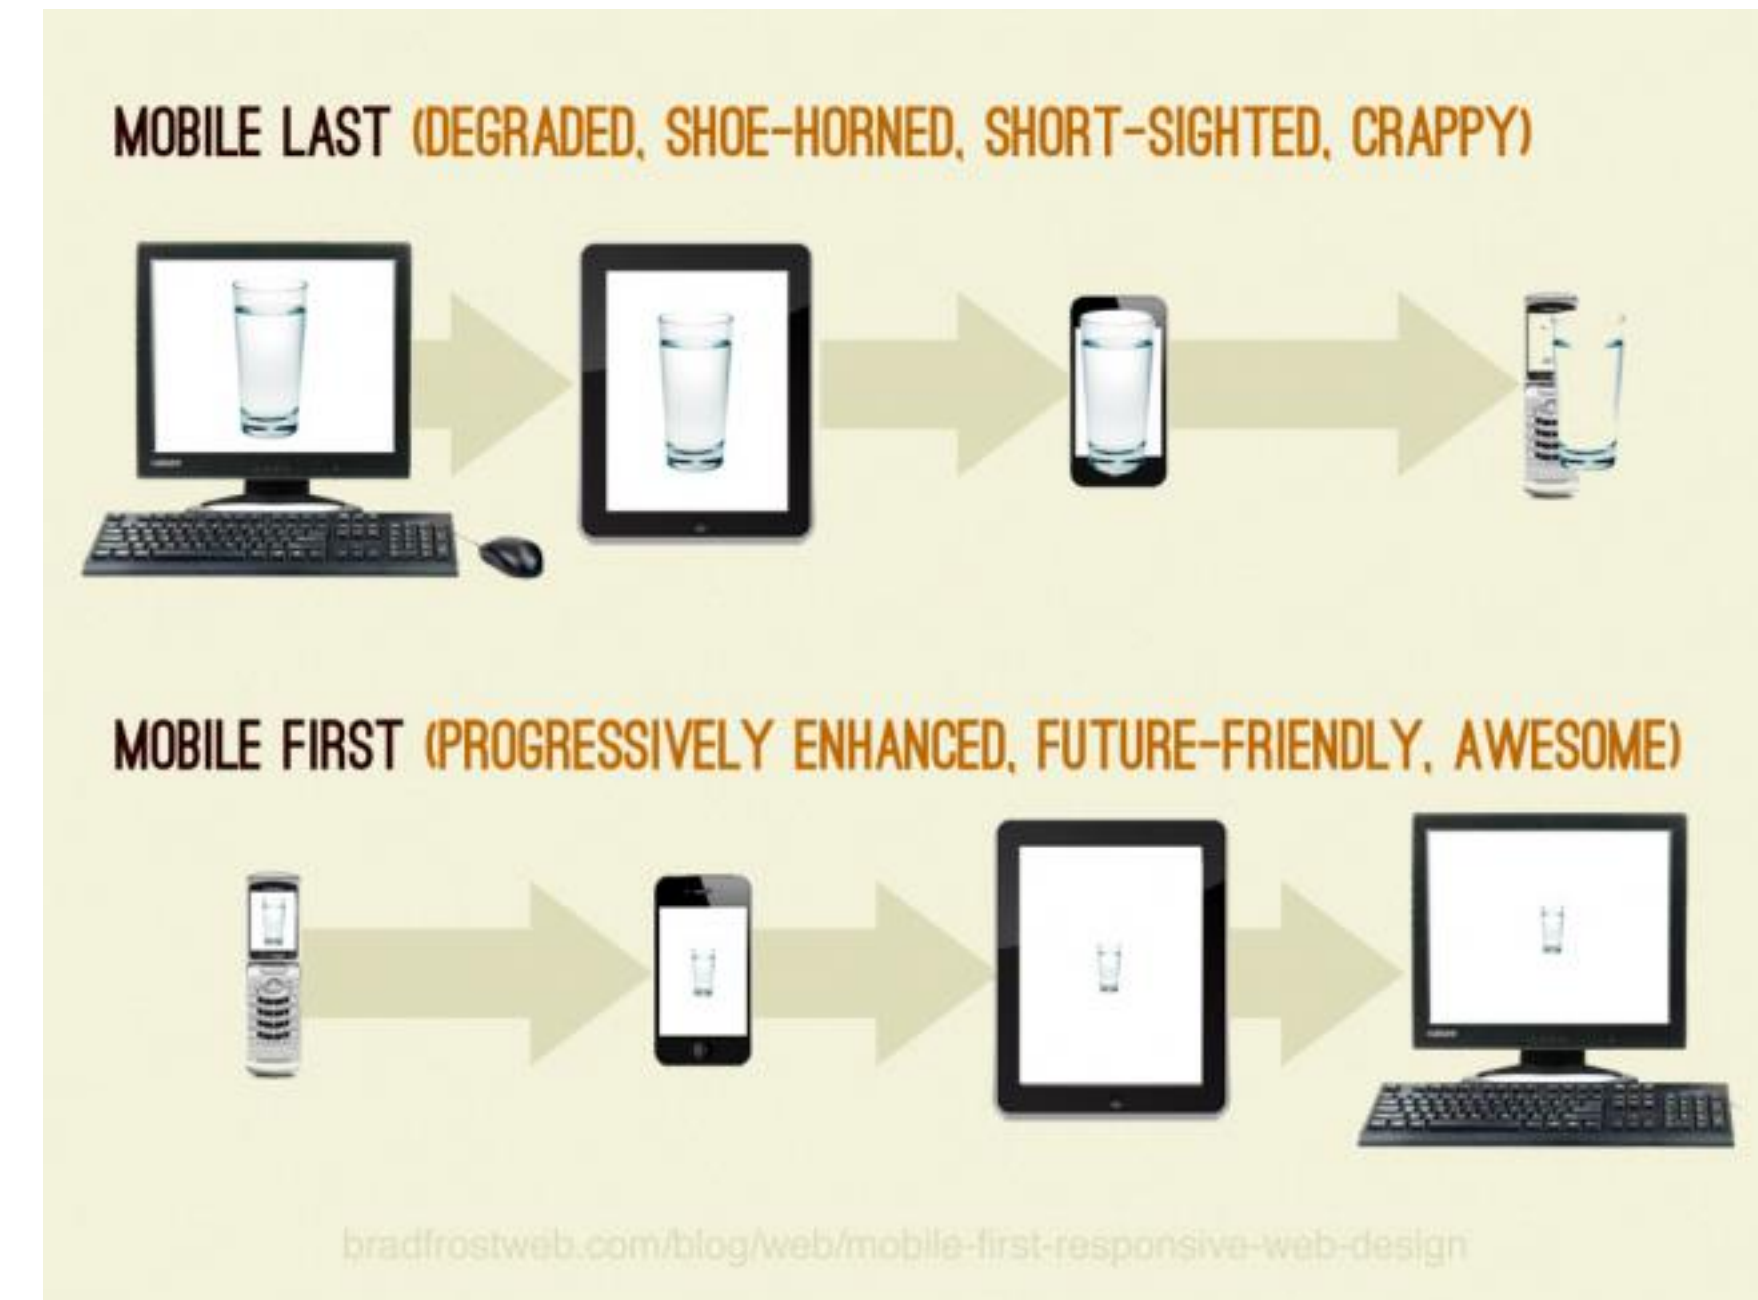 MOBILE LAST (DEGRADED, SHOE-HORNED, SHORT-SIGHTED, CRAPPY)
MOBILE FIRST (PROGRESSIVELY ENHANCED, FUTURE-FRIENDLY, AWESOME)
bradfrostweb.com/blog/web/mobile-first-responsive-web-design